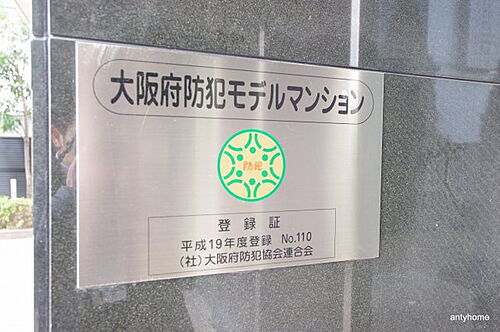 大阪府防犯モデルマンション
防犯
登録証
平成19年度登録 No.110
(社)大阪府防犯協会連合会
antyhome